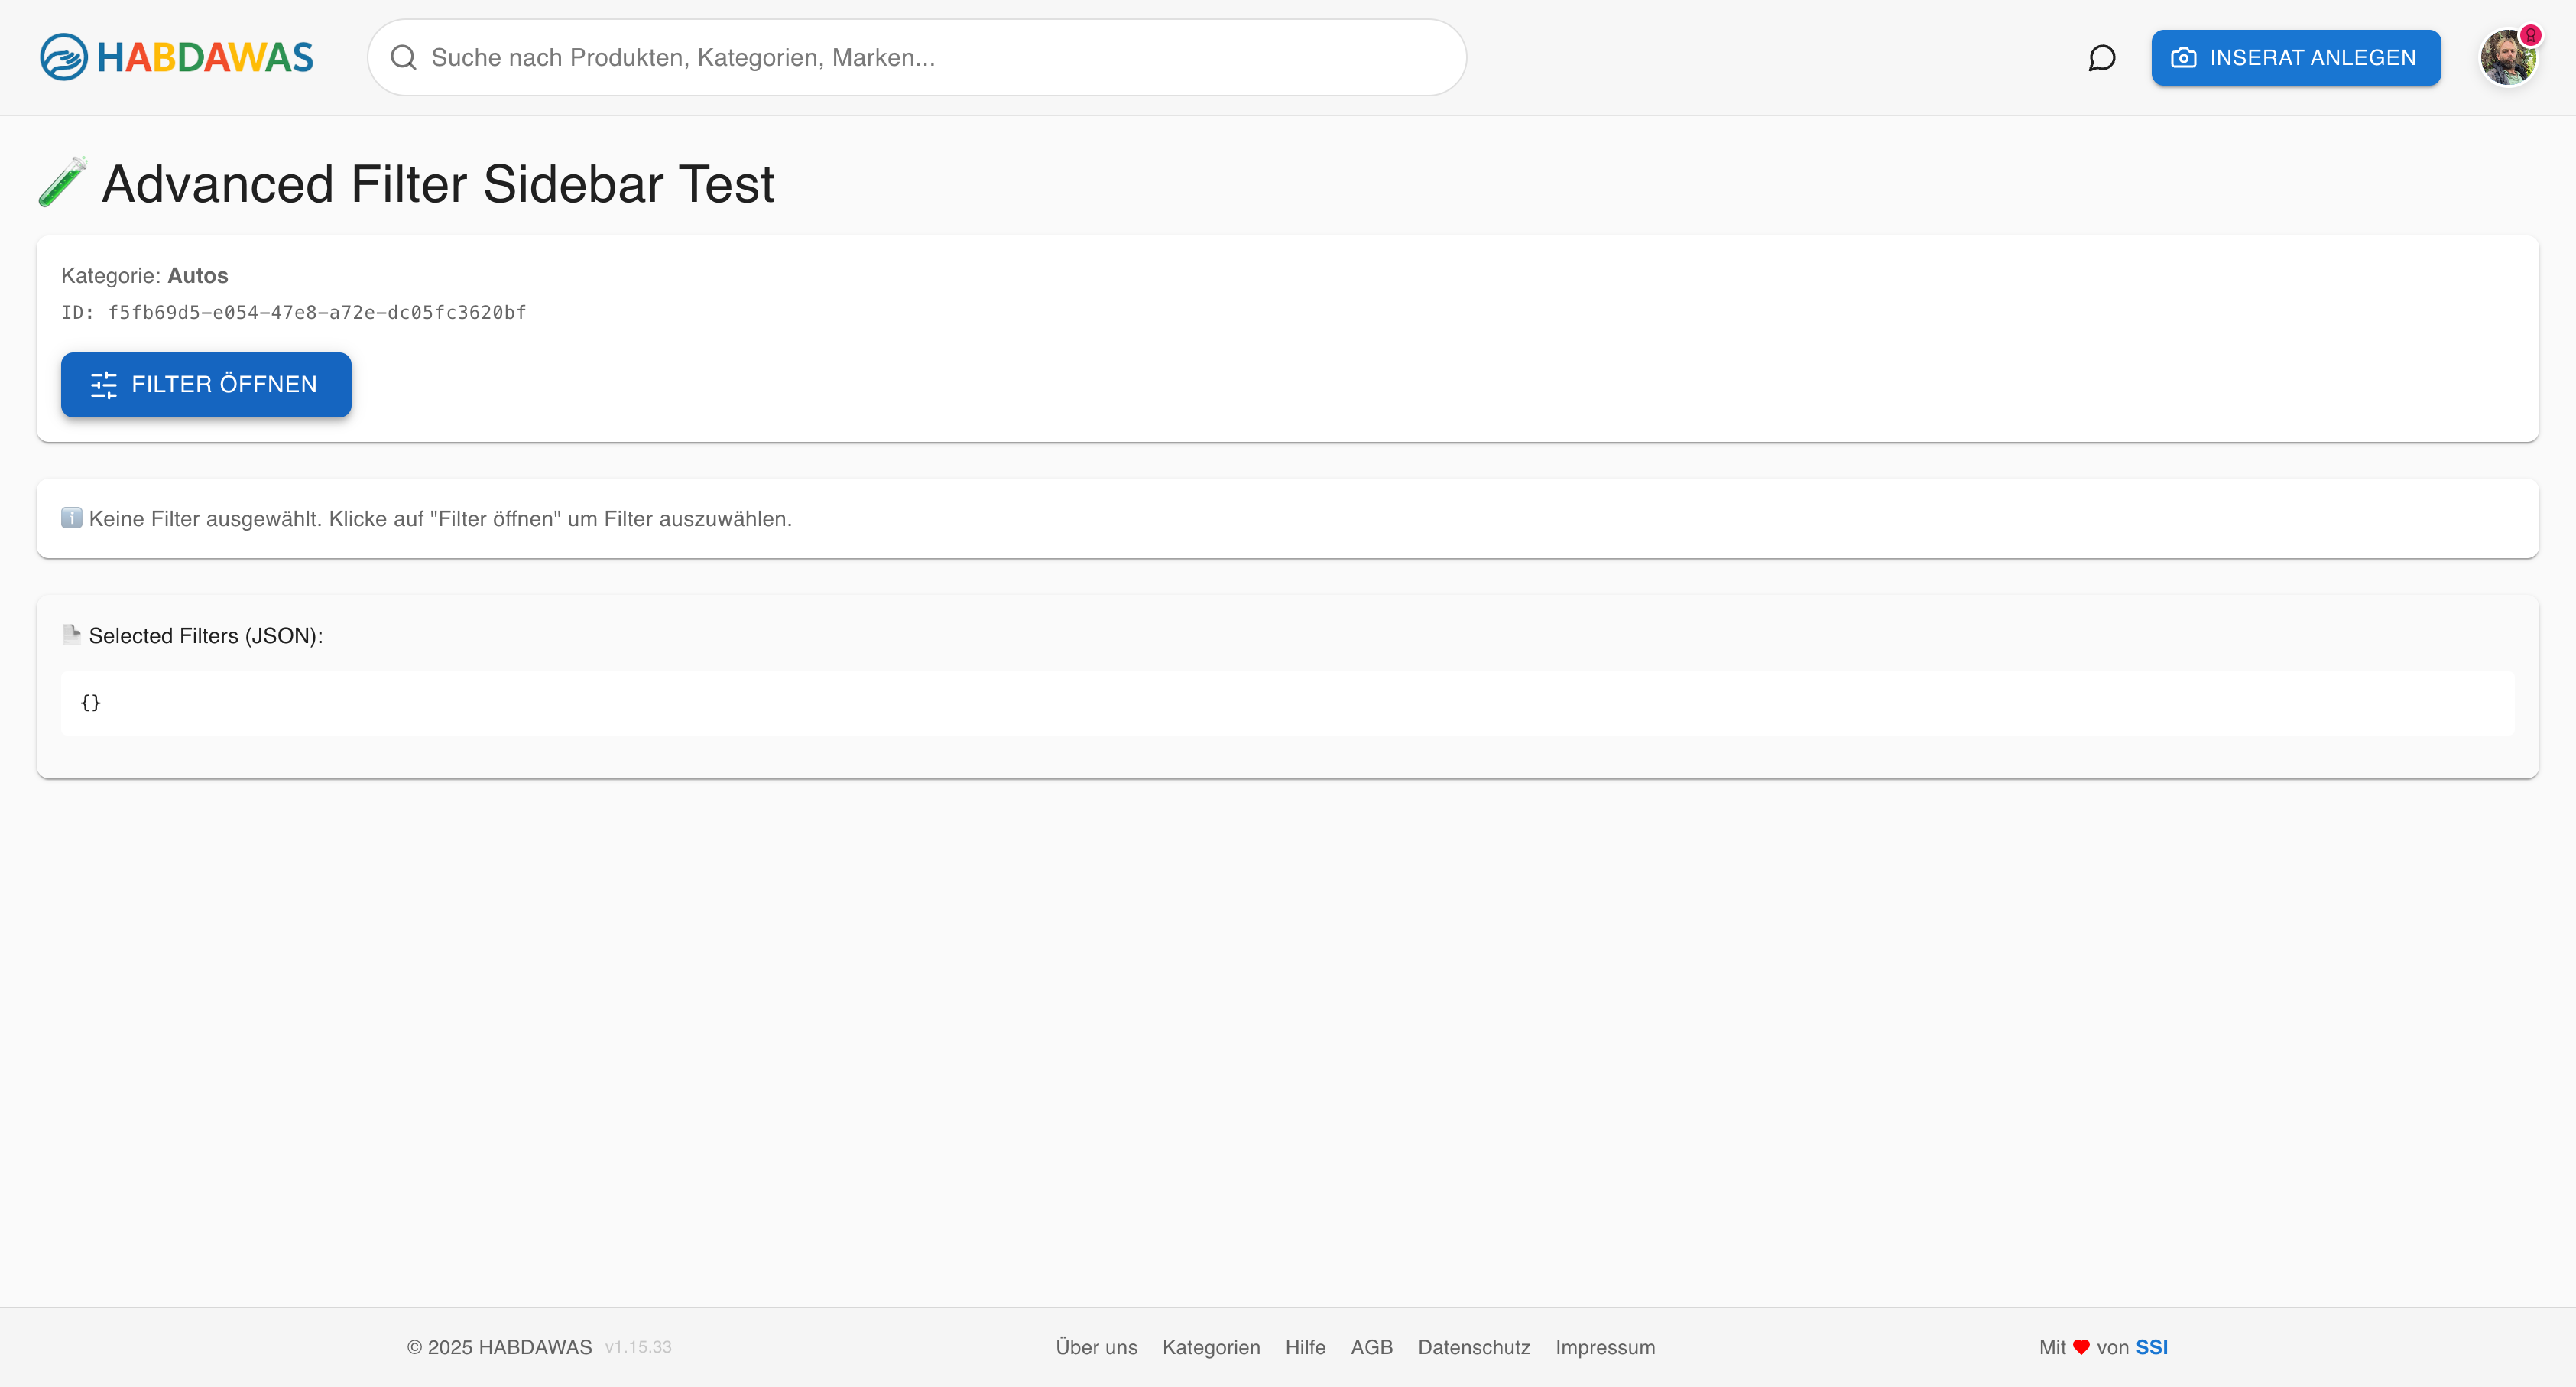 HABDAWAS
Suche nach Produkten, Kategorien, Marken...
INSERAT ANLEGEN
Advanced Filter Sidebar Test
Kategorie: Autos
ID: f5fb69d5-e054-47e8-a72e-dc05fc3620bf
FILTER ÖFFNEN
Keine Filter ausgewählt. Klicke auf "Filter öffnen" um Filter auszuwählen.
Selected Filters (JSON):
{}
© 2025 HABDAWAS v1.15.33
Über uns Kategorien Hilfe AGB Datenschutz Impressum
Mit ❤ von SSI